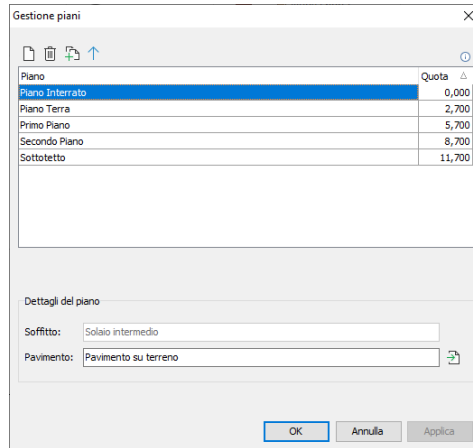 Gestione piani
Piano Quota
Piano Interrato 0,000
Piano Terra 2,700
Primo Piano 5,700
Secondo Piano 8,700
Sottotetto 11,700
Dettagli del piano
Soffitto: Solaio intermedio
Pavimento: Pavimento su terreno
OK Annulla Applica